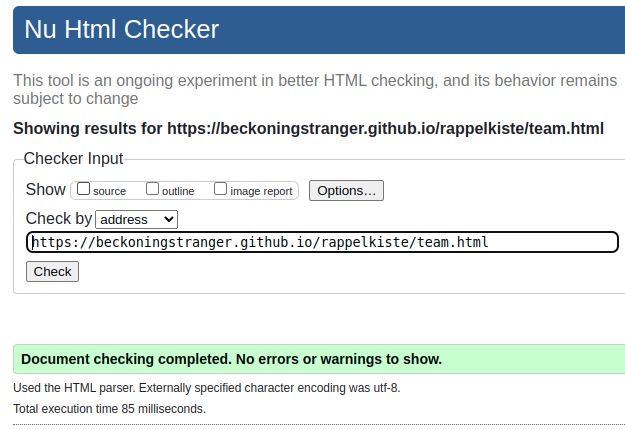 Nu Html Checker
This tool is an ongoing experiment in better HTML checking, and its behavior remains
subject to change
Showing results for https://beckoningstranger.github.io/rappelkiste/team.html
Checker Input
Show source outline image report Options...
Check by address
https://beckoningstranger.github.io/rappelkiste/team.html
Check
Document checking completed. No errors or warnings to show.
Used the HTML parser. Externally specified character encoding was utf-8.
Total execution time 85 milliseconds.